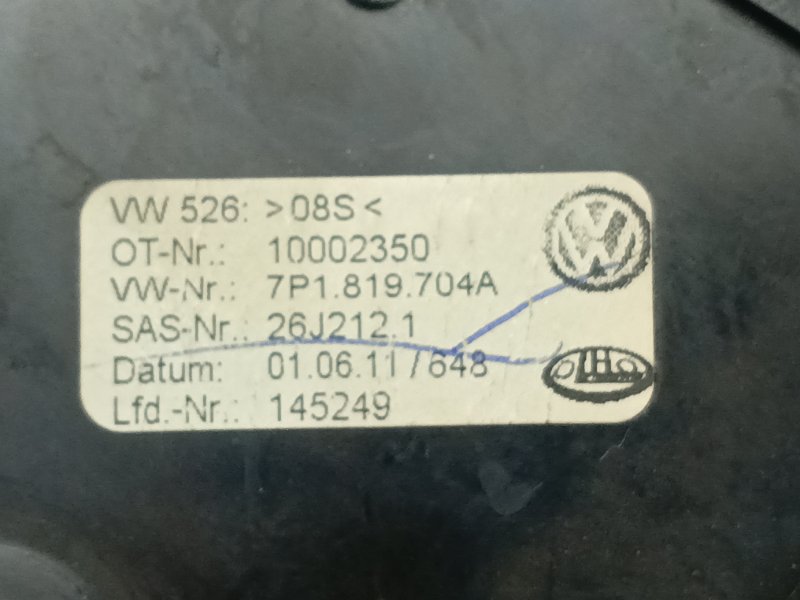 VW 526: >08S<
OT-Nr.: 10002350
VW-Nr.: 7P1.819.704A
SAS-Nr.: 26J212.1
Datum: 01.06.11 / 648
Lfd.-Nr.: 145249